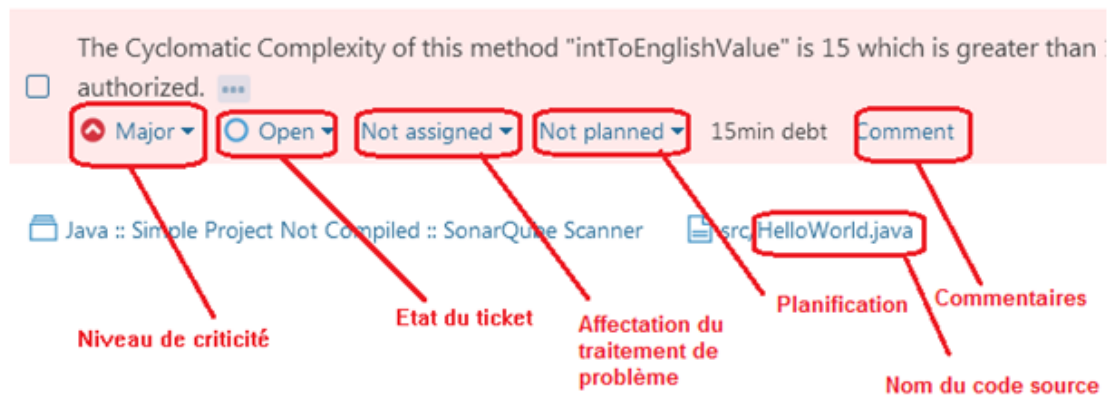 The Cyclomatic Complexity of this method "intToEnglishValue" is 15 which is greater than
authorized.
Major Open Not assigned Not planned 15min debt Comment
Java :: Simple Project Not Compiled :: SonarQube Scanner src/HelloWorld.java
Niveau de criticité
Etat du ticket
Affectation du
traitement de
problème
Planification
Commentaires
Nom du code source